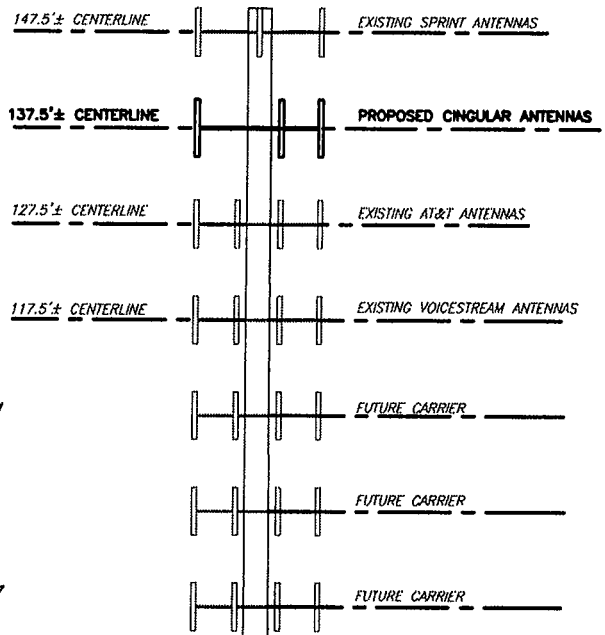 147.5'± CENTERLINE EXISTING SPRINT ANTENNAS
137.5'± CENTERLINE PROPOSED CINGULAR ANTENNAS
127.5'± CENTERLINE EXISTING AT&T ANTENNAS
117.5'± CENTERLINE EXISTING VOICESTREAM ANTENNAS
FUTURE CARRIER
FUTURE CARRIER
FUTURE CARRIER